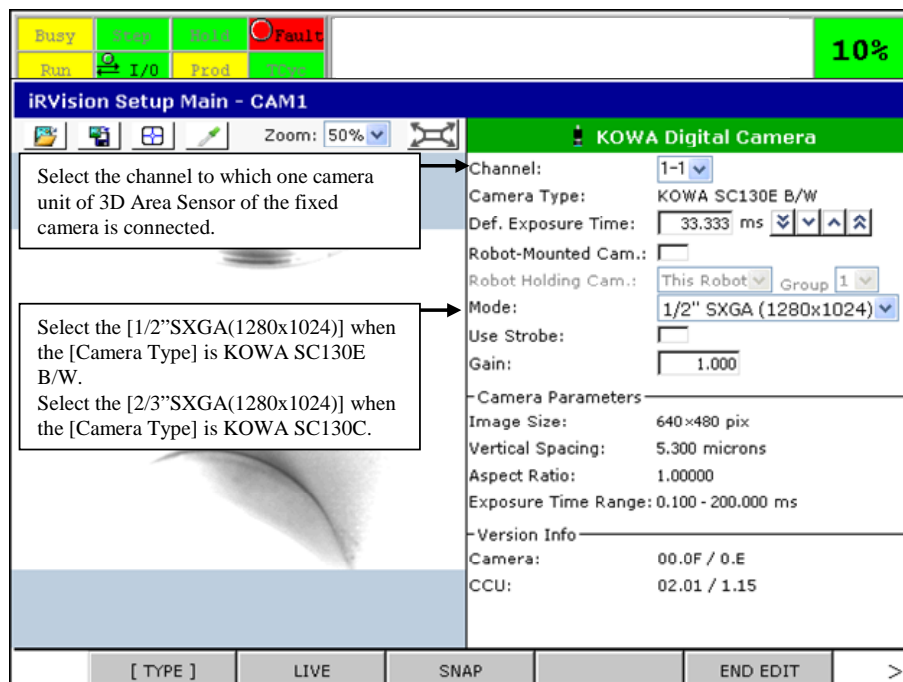 Busy Step Hold Fault
Run I/O Prod TCyc
10%
iRVision Setup Main - CAM1
Zoom: 50%
KOWA Digital Camera
Select the channel to which one camera
unit of 3D Area Sensor of the fixed
camera is connected.
Select the [1/2”SXGA(1280x1024)] when
the [Camera Type] is KOWA SC130E
B/W.
Select the [2/3”SXGA(1280x1024)] when
the [Camera Type] is KOWA SC130C.
Channel: 1-1
Camera Type: KOWA SC130E B/W
Def. Exposure Time: 33.333 ms
Robot-Mounted Cam.:
Robot Holding Cam.: This Robot Group 1
Mode: 1/2" SXGA (1280x1024)
Use Strobe:
Gain: 1.000
Camera Parameters
Image Size: 640×480 pix
Vertical Spacing: 5.300 microns
Aspect Ratio: 1.00000
Exposure Time Range: 0.100 - 200.000 ms
Version Info
Camera: 00.0F / 0.E
CCU: 02.01 / 1.15
[ TYPE ] LIVE SNAP END EDIT >